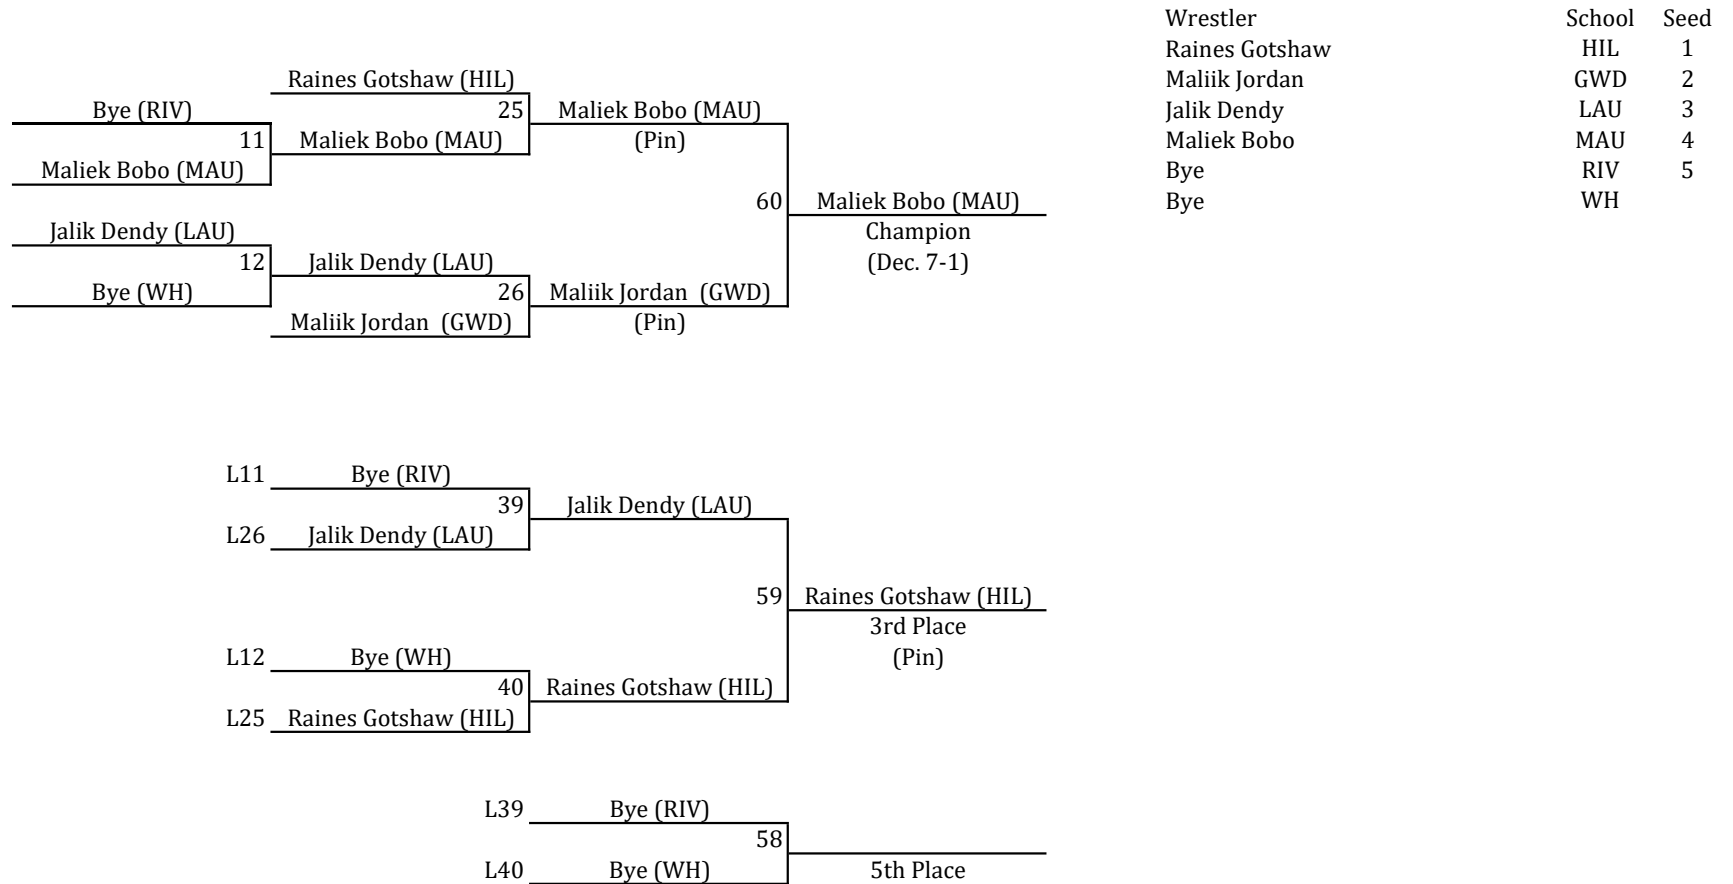 Wrestler School Seed
Raines Gotshaw HIL 1
Raines Gotshaw (HIL) Maliik Jordan GWD 2
Bye (RIV) 25 Maliek Bobo (MAU) Jalik Dendy LAU 3
11 Maliek Bobo (MAU) (Pin) Maliek Bobo MAU 4
Maliek Bobo (MAU) Bye RIV 5
60 Maliek Bobo (MAU) Bye WH
Jalik Dendy (LAU) Champion
12 Jalik Dendy (LAU) (Dec. 7-1)
Bye (WH) 26 Maliik Jordan (GWD)
Maliik Jordan (GWD) (Pin)
L11 Bye (RIV)
39 Jalik Dendy (LAU)
L26 Jalik Dendy (LAU)
59 Raines Gotshaw (HIL)
3rd Place
L12 Bye (WH) (Pin)
40 Raines Gotshaw (HIL)
L25 Raines Gotshaw (HIL)
L39 Bye (RIV)
58
L40 Bye (WH) 5th Place